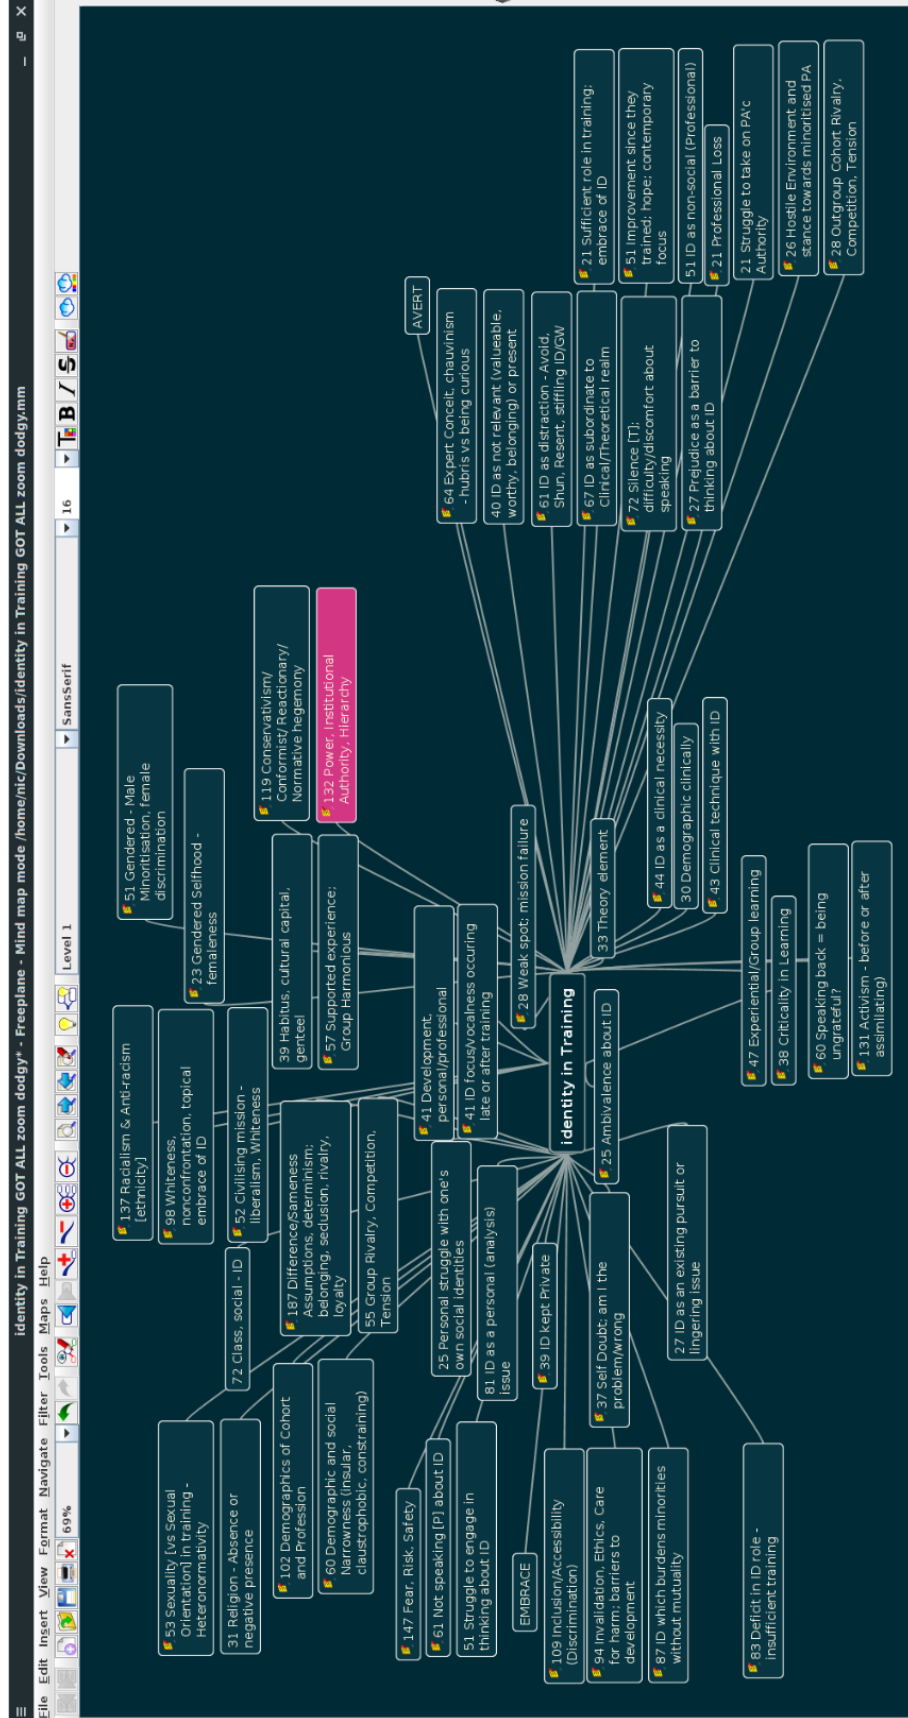 identity in Training GOT ALL zoom dodgy* - Freeplane - Mind map mode /home/nic/Downloads/identity in Training GOT ALL zoom dodgy.mm
File Edit Insert View Format Navigate Filter Tools Maps Help
69%
Level 1
SansSerif
16
T B I S
53 Sexuality [vs Sexual
Orientation] in training -
Heteronormativity
31 Religion - Absence or
negative presence
102 Demographics of Cohort
and Profession
60 Demographic and social
Narrowness (insular,
claustrophobic, constraining)
147 Fear, Risk, Safety
61 Not speaking [P] about ID
51 Struggle to engage in
thinking about ID
EMBRACE
109 Inclusion/Accessibility
(Discrimination)
94 Invalidation, Ethics, Care
for harm; barriers to
development
87 ID which burdens minorities
without mutuality
83 Deficit in ID role -
insufficient training
137 Racialism & Anti-racism
[ethnicity]
98 Whiteness,
nonconfrontation, topical
embrace of ID
52 Civilising mission -
liberalism, Whiteness
72 Class, social - ID
187 Difference/Sameness
Assumptions, determinism;
belonging, seclusion, rivalry,
loyalty
55 Group Rivalry, Competition,
Tension
25 Personal struggle with one's
own social identities
81 ID as a personal (analysis)
issue
39 ID kept Private
37 Self Doubt; am I the
problem/wrong
27 ID as an existing pursuit or
lingering issue
51 Gendered - Male
Minoritisation, female
discrimination
23 Gendered Selfhood -
femaleness
119 Conservativism/
Conformist/ Reactionary/
Normative hegemony
132 Power, Institutional
Authority, Hierarchy
39 Habitus, cultural capital,
genteel
57 Supported experience;
Group Harmonious
41 Development,
personal/professional
41 ID focus/vocalness occuring
late or after training
28 Weak spot; mission failure
identity in Training
25 Ambivalence about ID
33 Theory element
44 ID as a clinical necessity
30 Demographic clinically
43 Clinical technique with ID
47 Experiential/Group learning
38 Criticality in Learning
60 Speaking back = being
ungrateful?
131 Activism - before or after
assimilating)
AVERT
64 Expert Conceit, chauvinism
- hubris vs being curious
40 ID as not relevant (valueable,
worthy, belonging) or present
61 ID as distraction - Avoid,
Shun, Resent, stiffling ID/GW
67 ID as subordinate to
Clinical/Theoretical realm
72 Silence [T];
difficulty/discomfort about
speaking
27 Prejudice as a barrier to
thinking about ID
21 Sufficient role in training;
embrace of ID
51 Improvement since they
trained; hope; contemporary
focus
51 ID as non-social (Professional)
21 Professional Loss
21 Struggle to take on PA'c
Authority
26 Hostile Environment and
stance towards minoritised PA
28 Outgroup Cohort Rivalry,
Competition, Tension